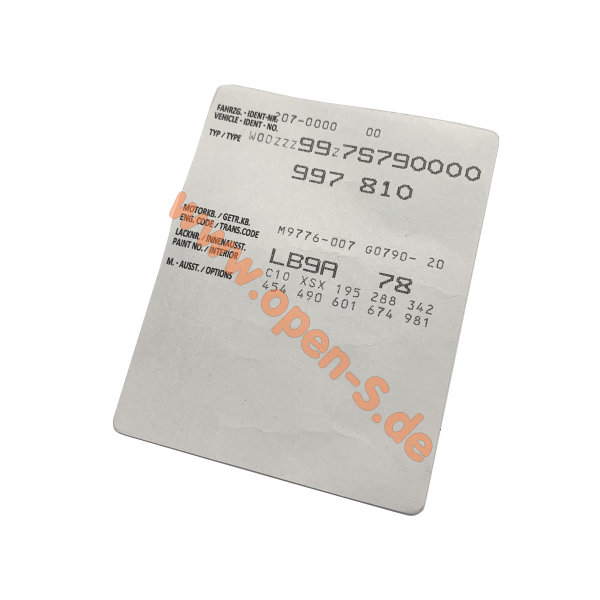 FAHRZG. - IDENT-NR. 207-0000 00
VEHICLE - IDENT - NO.
W00ZZZ99Z7S790000
TYP / TYPE 997 810
MOTORKB. / GETR.KB.
ENG. CODE / TRANS.CODE M9776-007 G0790- 20
LACKNR. / INNENAUSST.
PAINT NO. / INTERIOR LB9A 78
M. - AUSST. / OPTIONS C10 XSX 195 288 342
454 490 601 674 981
www.open-S.de